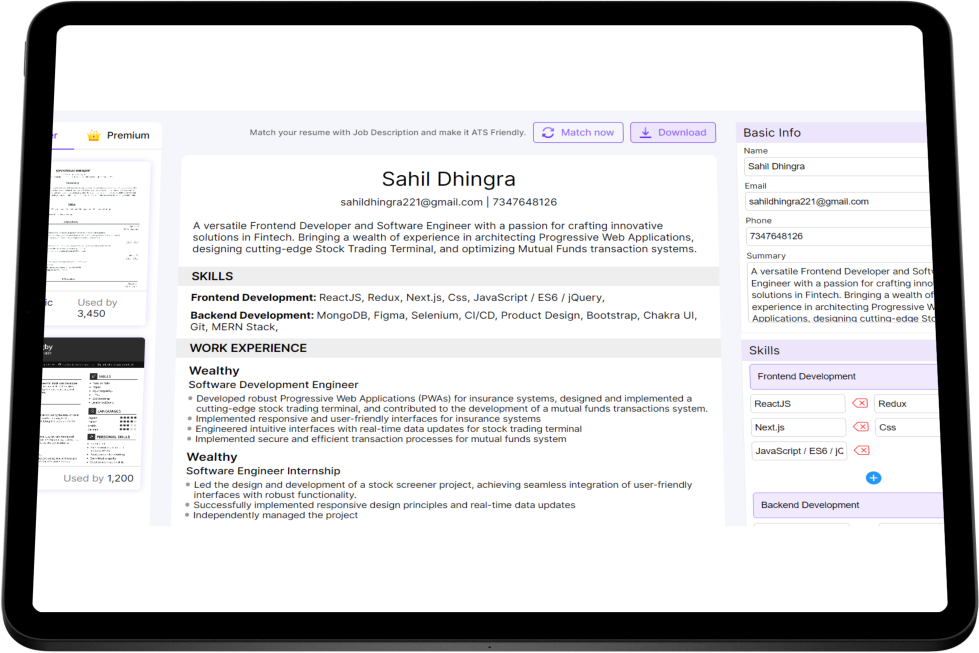 Premium
Match your resume with Job Description and make it ATS Friendly.
Match now
Download
Sahil Dhingra
sahildhingra221@gmail.com | 7347648126
A versatile Frontend Developer and Software Engineer with a passion for crafting innovative
solutions in Fintech. Bringing a wealth of experience in architecting Progressive Web Applications,
designing cutting-edge Stock Trading Terminal, and optimizing Mutual Funds transaction systems.
SKILLS
Frontend Development: ReactJS, Redux, Next.js, Css, JavaScript / ES6 / jQuery,
Backend Development: MongoDB, Figma, Selenium, CI/CD, Product Design, Bootstrap, Chakra UI,
Git, MERN Stack,
WORK EXPERIENCE
Wealthy
Software Development Engineer
Developed robust Progressive Web Applications (PWAs) for insurance systems, designed and implemented a
cutting-edge stock trading terminal, and contributed to the development of a mutual funds transactions system.
Implemented responsive and user-friendly interfaces for insurance systems
Engineered intuitive interfaces with real-time data updates for stock trading terminal
Implemented secure and efficient transaction processes for mutual funds system
Wealthy
Software Engineer Internship
Led the design and development of a stock screener project, achieving seamless integration of user-friendly
interfaces with robust functionality.
Successfully implemented responsive design principles and real-time data updates
Independently managed the project
Used by
3,450
SKILLS
LANGUAGES
PERSONAL SKILLS
Used by 1,200
Basic Info
Name
Sahil Dhingra
Email
sahildhingra221@gmail.com
Phone
7347648126
Summary
A versatile Frontend Developer and Softw
Engineer with a passion for crafting inno
solutions in Fintech. Bringing a wealth of
experience in architecting Progressive W
Applications, designing cutting-edge Sto
Skills
Frontend Development
ReactJS
Redux
Next.js
Css
JavaScript / ES6 / jQ
Backend Development